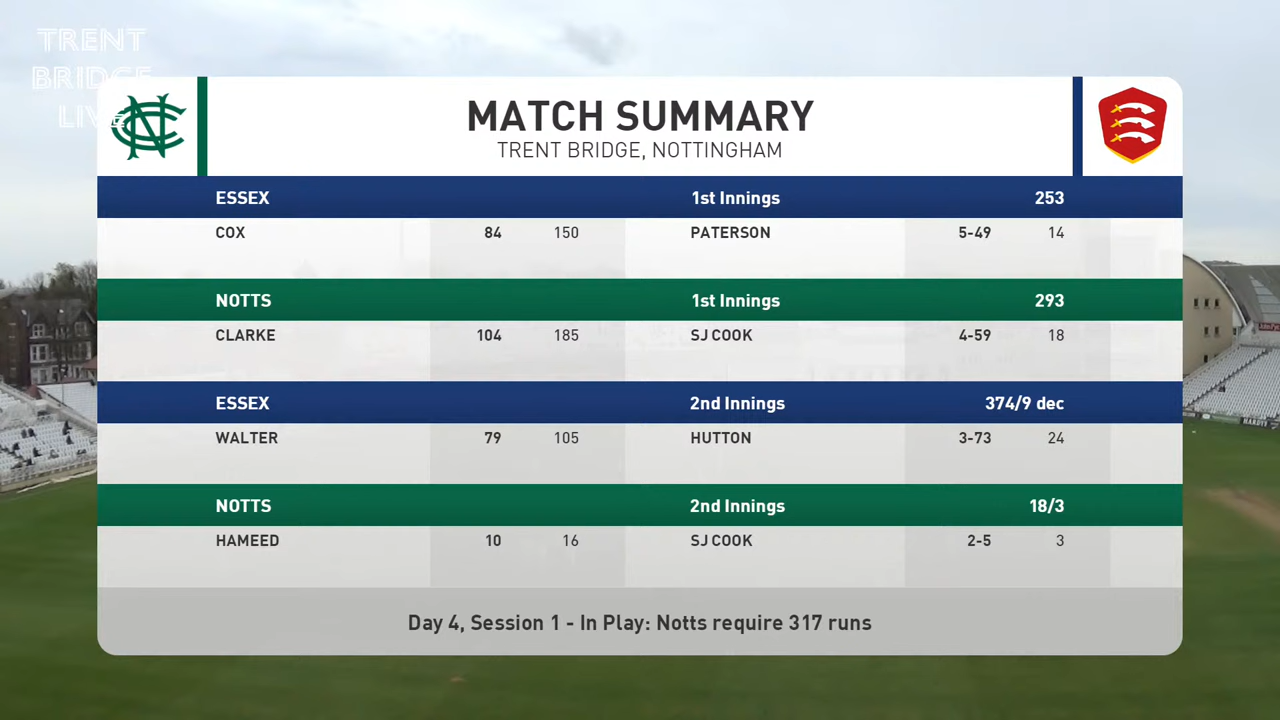 TRENT
BRIDGE
LIVE
MATCH SUMMARY
TRENT BRIDGE, NOTTINGHAM
ESSEX 1st Innings 253
COX 84 150 PATERSON 5-49 14
NOTTS 1st Innings 293
CLARKE 104 185 SJ COOK 4-59 18
ESSEX 2nd Innings 374/9 dec
WALTER 79 105 HUTTON 3-73 24
NOTTS 2nd Innings 18/3
HAMEED 10 16 SJ COOK 2-5 3
Day 4, Session 1 - In Play: Notts require 317 runs